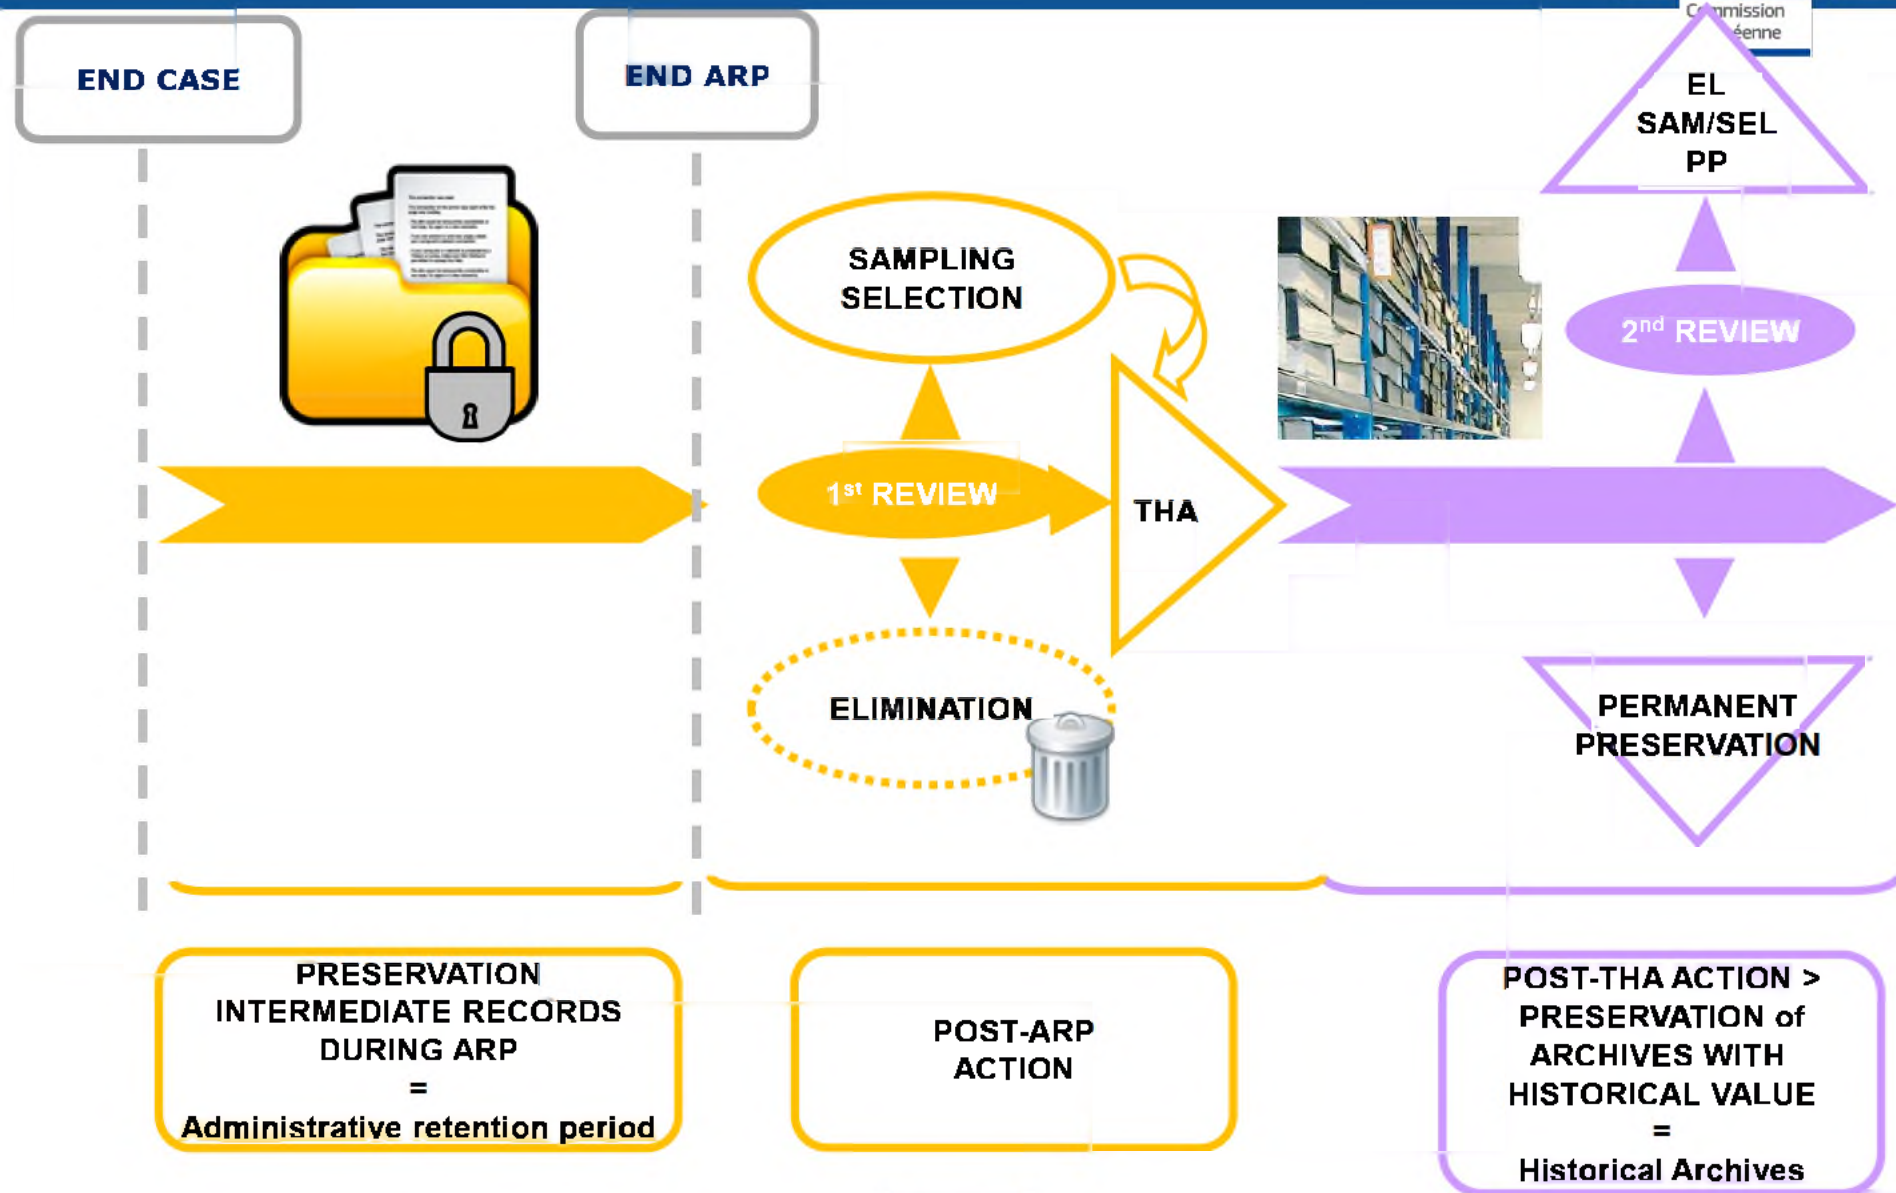 Commission
éenne
END CASE
END ARP
EL
SAM/SEL
PP
SAMPLING
SELECTION
2nd REVIEW
1st REVIEW
THA
ELIMINATION
PERMANENT
PRESERVATION
PRESERVATION
INTERMEDIATE RECORDS
DURING ARP
=
Administrative retention period
POST-ARP
ACTION
POST-THA ACTION >
PRESERVATION of
ARCHIVES WITH
HISTORICAL VALUE
=
Historical Archives